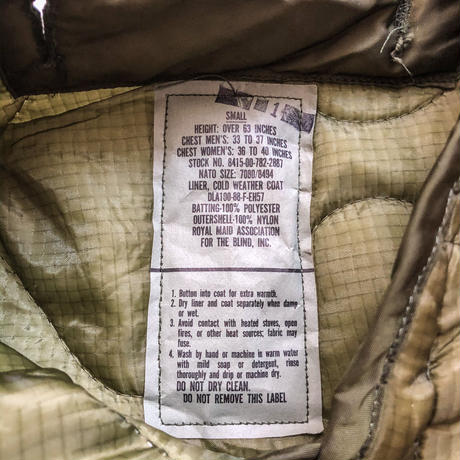 SMALL
HEIGHT: OVER 63 INCHES
CHEST MEN'S: 33 TO 37 INCHES
CHEST WOMEN'S: 36 TO 40 INCHES
STOCK NO. 8415-00-782-2887
NATO SIZE: 7080/8494
LINER, COLD WEATHER COAT
DLA100-88-F-EH57
BATTING-100% POLYESTER
OUTERSHELL-100% NYLON
ROYAL MAID ASSOCIATION
FOR THE BLIND, INC.
1. Button into coat for extra warmth.
2. Dry liner and coat separately when damp
or wet.
3. Avoid contact with heated stoves, open
fires, or other heat sources; fabric may
fuse.
4. Wash by hand or machine in warm water
with mild soap or detergent, rinse
thoroughly and drip or machine dry.
DO NOT DRY CLEAN.
DO NOT REMOVE THIS LABEL